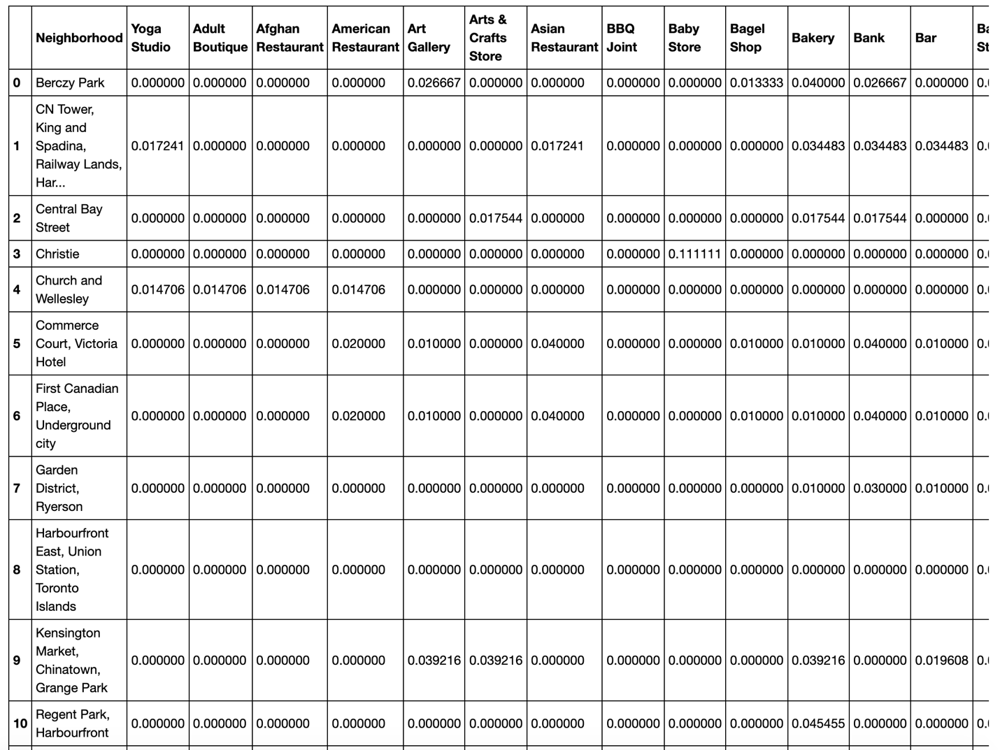 Neighborhood Yoga Studio Adult Boutique Afghan Restaurant American Restaurant Art Gallery Arts & Crafts Store Asian Restaurant BBQ Joint Baby Store Bagel Shop Bakery Bank Bar Ba St
0 Berczy Park 0.000000 0.000000 0.000000 0.000000 0.026667 0.000000 0.000000 0.000000 0.000000 0.013333 0.040000 0.026667 0.000000 0.
1 CN Tower, King and Spadina, Railway Lands, Har... 0.017241 0.000000 0.000000 0.000000 0.000000 0.000000 0.017241 0.000000 0.000000 0.000000 0.034483 0.034483 0.034483 0.
2 Central Bay Street 0.000000 0.000000 0.000000 0.000000 0.000000 0.017544 0.000000 0.000000 0.000000 0.000000 0.017544 0.017544 0.000000 0.
3 Christie 0.000000 0.000000 0.000000 0.000000 0.000000 0.000000 0.000000 0.000000 0.111111 0.000000 0.000000 0.000000 0.000000 0.
4 Church and Wellesley 0.014706 0.014706 0.014706 0.014706 0.000000 0.000000 0.000000 0.000000 0.000000 0.000000 0.000000 0.000000 0.000000 0.
5 Commerce Court, Victoria Hotel 0.000000 0.000000 0.000000 0.020000 0.010000 0.000000 0.040000 0.000000 0.000000 0.010000 0.010000 0.040000 0.010000 0.
6 First Canadian Place, Underground city 0.000000 0.000000 0.000000 0.020000 0.010000 0.000000 0.040000 0.000000 0.000000 0.010000 0.010000 0.040000 0.010000 0.
7 Garden District, Ryerson 0.000000 0.000000 0.000000 0.000000 0.000000 0.000000 0.000000 0.000000 0.000000 0.000000 0.010000 0.030000 0.010000 0.
8 Harbourfront East, Union Station, Toronto Islands 0.000000 0.000000 0.000000 0.000000 0.000000 0.000000 0.000000 0.000000 0.000000 0.000000 0.000000 0.000000 0.000000 0.
9 Kensington Market, Chinatown, Grange Park 0.000000 0.000000 0.000000 0.000000 0.039216 0.039216 0.000000 0.000000 0.000000 0.000000 0.039216 0.000000 0.019608 0.
10 Regent Park, Harbourfront 0.000000 0.000000 0.000000 0.000000 0.000000 0.000000 0.000000 0.000000 0.000000 0.000000 0.045455 0.000000 0.000000 0.